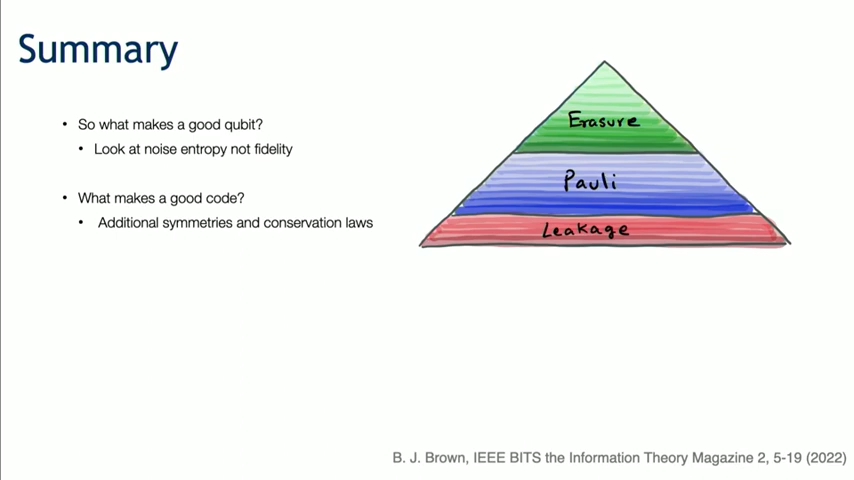 Summary
• So what makes a good qubit?
• Look at noise entropy not fidelity
• What makes a good code?
• Additional symmetries and conservation laws
Erasure
Pauli
Leakage
B. J. Brown, IEEE BITS the Information Theory Magazine 2, 5-19 (2022)